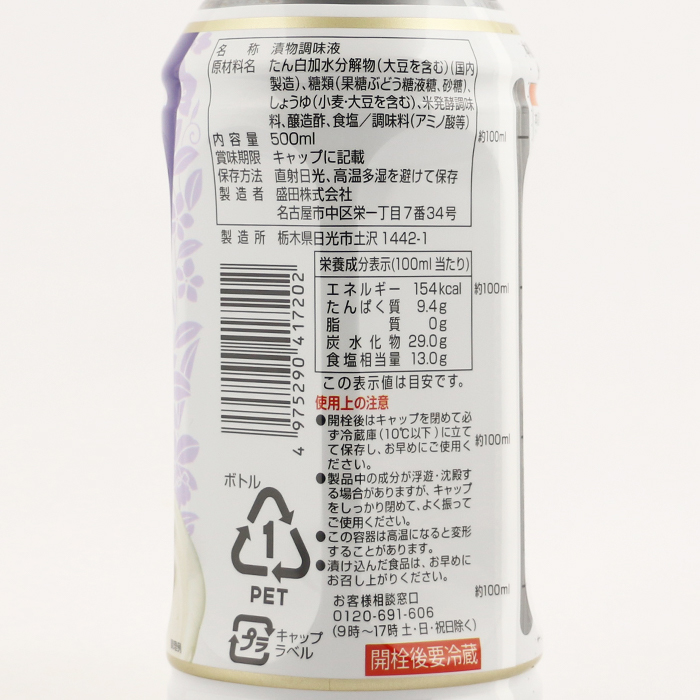 名 称 漬物調味液
原材料名 たん白加水分解物(大豆を含む)(国内
製造)、糖類(果糖ぶどう糖液糖、砂糖)、
しょうゆ(小麦・大豆を含む)、米発酵調味
料、醸造酢、食塩/調味料(アミノ酸等)
内容量 500ml
賞味期限 キャップに記載
保存方法 直射日光、高温多湿を避けて保存
製造者 盛田株式会社
名古屋市中区栄一丁目7番34号
製造所 栃木県日光市土沢1442-1
栄養成分表示(100ml当たり)
エネルギー 154kcal
たんぱく質 9.4g
脂質 0g
炭水化物 29.0g
食塩相当量 13.0g
この表示値は目安です。
4 975290 417202
使用上の注意
●開栓後はキャップを閉めて必
ず冷蔵庫(10℃以下)に立て
て保存し、お早めにご使用く
ださい。
●製品中の成分が浮遊・沈殿す
る場合がありますが、キャップ
をしっかり閉めて、よく振って
ご使用ください。
●この容器は高温になると変形
することがあります。
●漬け込んだ食品は、お早めに
お召し上がりください。
お客様相談窓口
0120-691-606
(9時〜17時 土・日・祝日除く)
開栓後要冷蔵
ボトル
1
PET
プラ
キャップ
ラベル
約100ml
約100ml
約100ml
約100ml